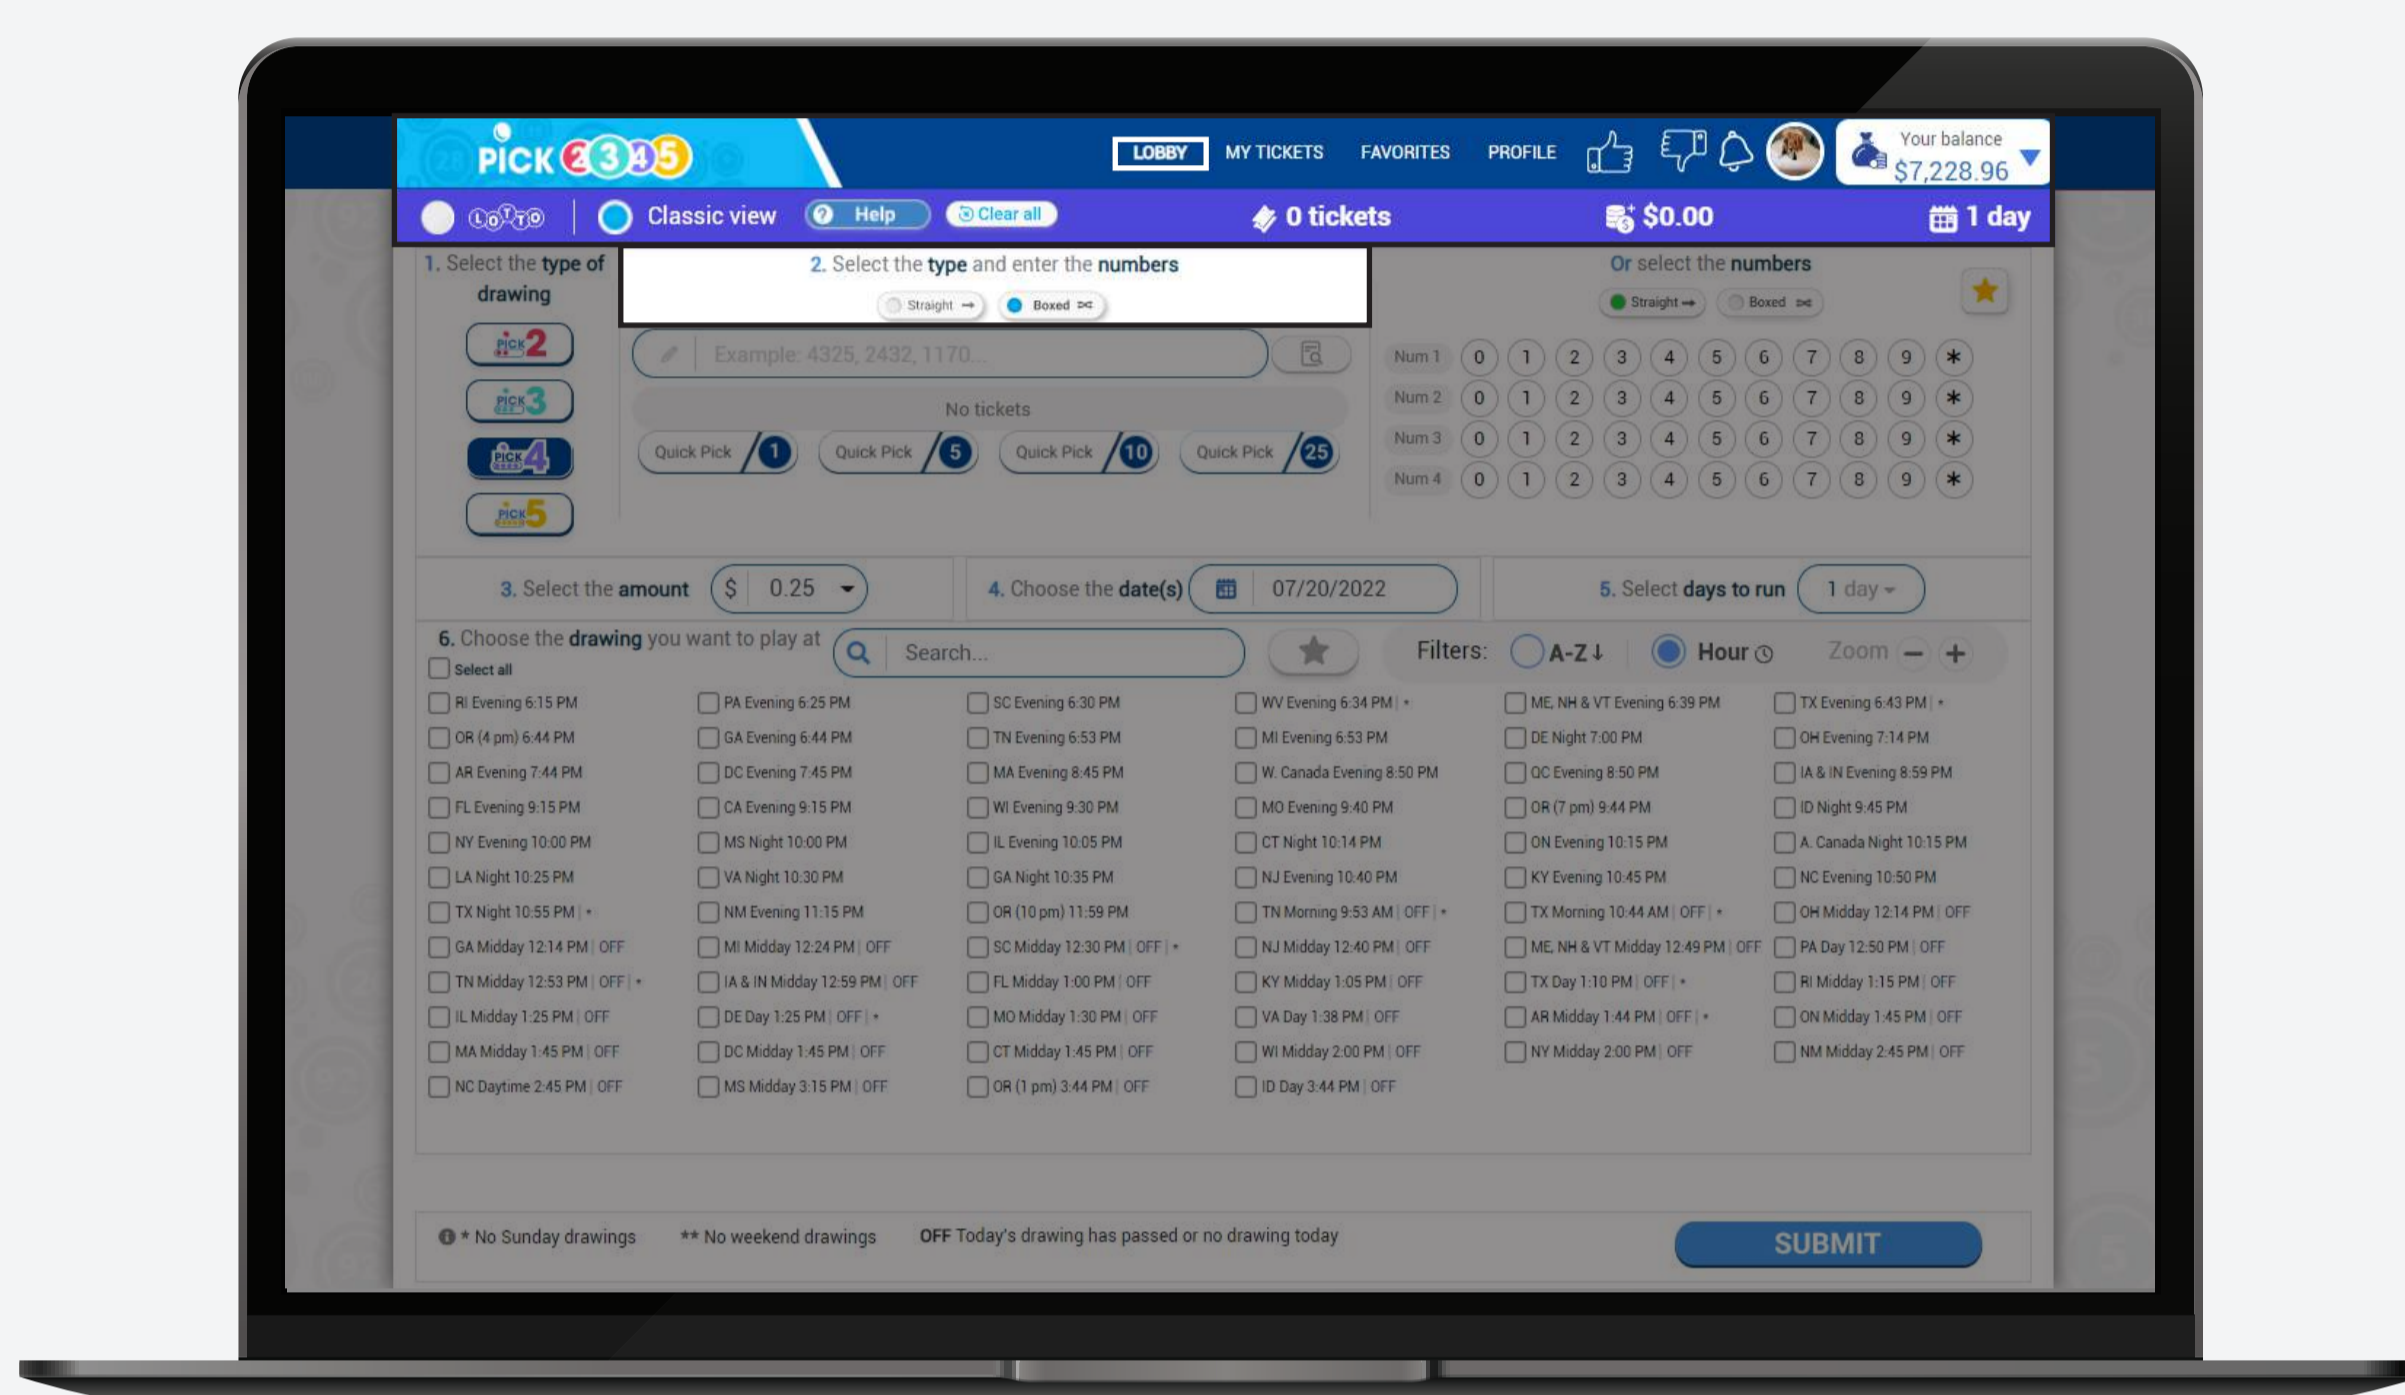 PiCK 2345
LOBBY
MY TICKETS
FAVORITES
PROFILE
Your balance
$7,228.96
LOTTO
Classic view
Help
Clear all
0 tickets
$0.00
1 day
1. Select the type of
drawing
2. Select the type and enter the numbers
Straight
Boxed
Or select the numbers
Straight
Boxed
PiCK2
PiCK3
PiCK4
PiCK5
Example: 4325, 2432, 1170...
No tickets
Quick Pick / 1
Quick Pick / 5
Quick Pick / 10
Quick Pick / 25
Num 1 0 1 2 3 4 5 6 7 8 9 *
Num 2 0 1 2 3 4 5 6 7 8 9 *
Num 3 0 1 2 3 4 5 6 7 8 9 *
Num 4 0 1 2 3 4 5 6 7 8 9 *
3. Select the amount $ 0.25
4. Choose the date(s) 07/20/2022
5. Select days to run 1 day
6. Choose the drawing you want to play at
Search...
Filters: A-Z↓ Hour Zoom − +
Select all
RI Evening 6:15 PM
PA Evening 6:25 PM
SC Evening 6:30 PM
WV Evening 6:34 PM | *
ME, NH & VT Evening 6:39 PM
TX Evening 6:43 PM | *
OR (4 pm) 6:44 PM
GA Evening 6:44 PM
TN Evening 6:53 PM
MI Evening 6:53 PM
DE Night 7:00 PM
OH Evening 7:14 PM
AR Evening 7:44 PM
DC Evening 7:45 PM
MA Evening 8:45 PM
W. Canada Evening 8:50 PM
QC Evening 8:50 PM
IA & IN Evening 8:59 PM
FL Evening 9:15 PM
CA Evening 9:15 PM
WI Evening 9:30 PM
MO Evening 9:40 PM
OR (7 pm) 9:44 PM
ID Night 9:45 PM
NY Evening 10:00 PM
MS Night 10:00 PM
IL Evening 10:05 PM
CT Night 10:14 PM
ON Evening 10:15 PM
A. Canada Night 10:15 PM
LA Night 10:25 PM
VA Night 10:30 PM
GA Night 10:35 PM
NJ Evening 10:40 PM
KY Evening 10:45 PM
NC Evening 10:50 PM
TX Night 10:55 PM | *
NM Evening 11:15 PM
OR (10 pm) 11:59 PM
TN Morning 9:53 AM | OFF | *
TX Morning 10:44 AM | OFF | *
OH Midday 12:14 PM | OFF
GA Midday 12:14 PM | OFF
MI Midday 12:24 PM | OFF
SC Midday 12:30 PM | OFF | *
NJ Midday 12:40 PM | OFF
ME, NH & VT Midday 12:49 PM | OFF
PA Day 12:50 PM | OFF
TN Midday 12:53 PM | OFF | *
IA & IN Midday 12:59 PM | OFF
FL Midday 1:00 PM | OFF
KY Midday 1:05 PM | OFF
TX Day 1:10 PM | OFF | *
RI Midday 1:15 PM | OFF
IL Midday 1:25 PM | OFF
DE Day 1:25 PM | OFF | *
MO Midday 1:30 PM | OFF
VA Day 1:38 PM | OFF
AR Midday 1:44 PM | OFF | *
ON Midday 1:45 PM | OFF
MA Midday 1:45 PM | OFF
DC Midday 1:45 PM | OFF
CT Midday 1:45 PM | OFF
WI Midday 2:00 PM | OFF
NY Midday 2:00 PM | OFF
NM Midday 2:45 PM | OFF
NC Daytime 2:45 PM | OFF
MS Midday 3:15 PM | OFF
OR (1 pm) 3:44 PM | OFF
ID Day 3:44 PM | OFF
* No Sunday drawings
** No weekend drawings
OFF Today's drawing has passed or no drawing today
SUBMIT